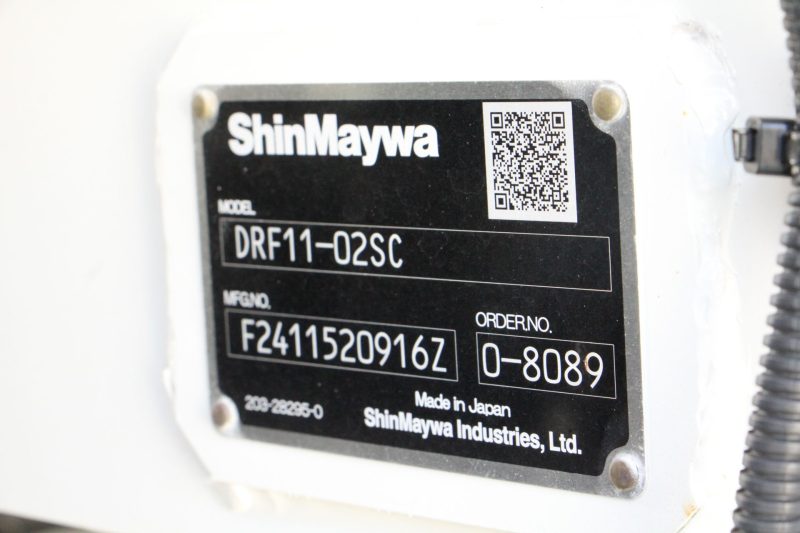 ShinMaywa
MODEL
DRF11-02SC
MFG.NO.
F2411520916Z
ORDER.NO.
0-8089
203-28295-0
Made in Japan
ShinMaywa Industries, Ltd.